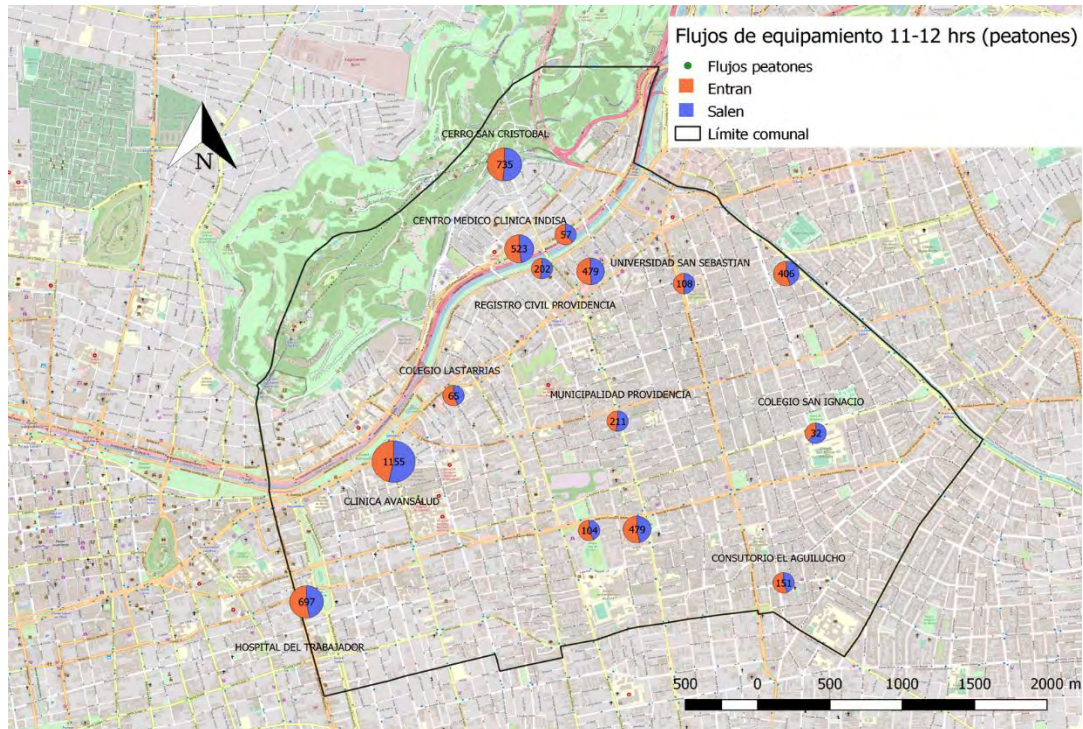 Flujos de equipamiento 11-12 hrs (peatones)
Flujos peatones
Entran
Salen
Límite comunal
N
CERRO SAN CRISTOBAL
735
CENTRO MEDICO CLINICA INDISA
57
523
202
479
UNIVERSIDAD SAN SEBASTIAN
108
406
REGISTRO CIVIL PROVIDENCIA
COLEGIO LASTARRIAS
65
MUNICIPALIDAD PROVIDENCIA
211
COLEGIO SAN IGNACIO
32
1155
CLINICA AVANSALUD
104
479
CONSUTORIO EL AGUILUCHO
151
697
HOSPITAL DEL TRABAJADOR
500 0 500 1000 1500 2000 m